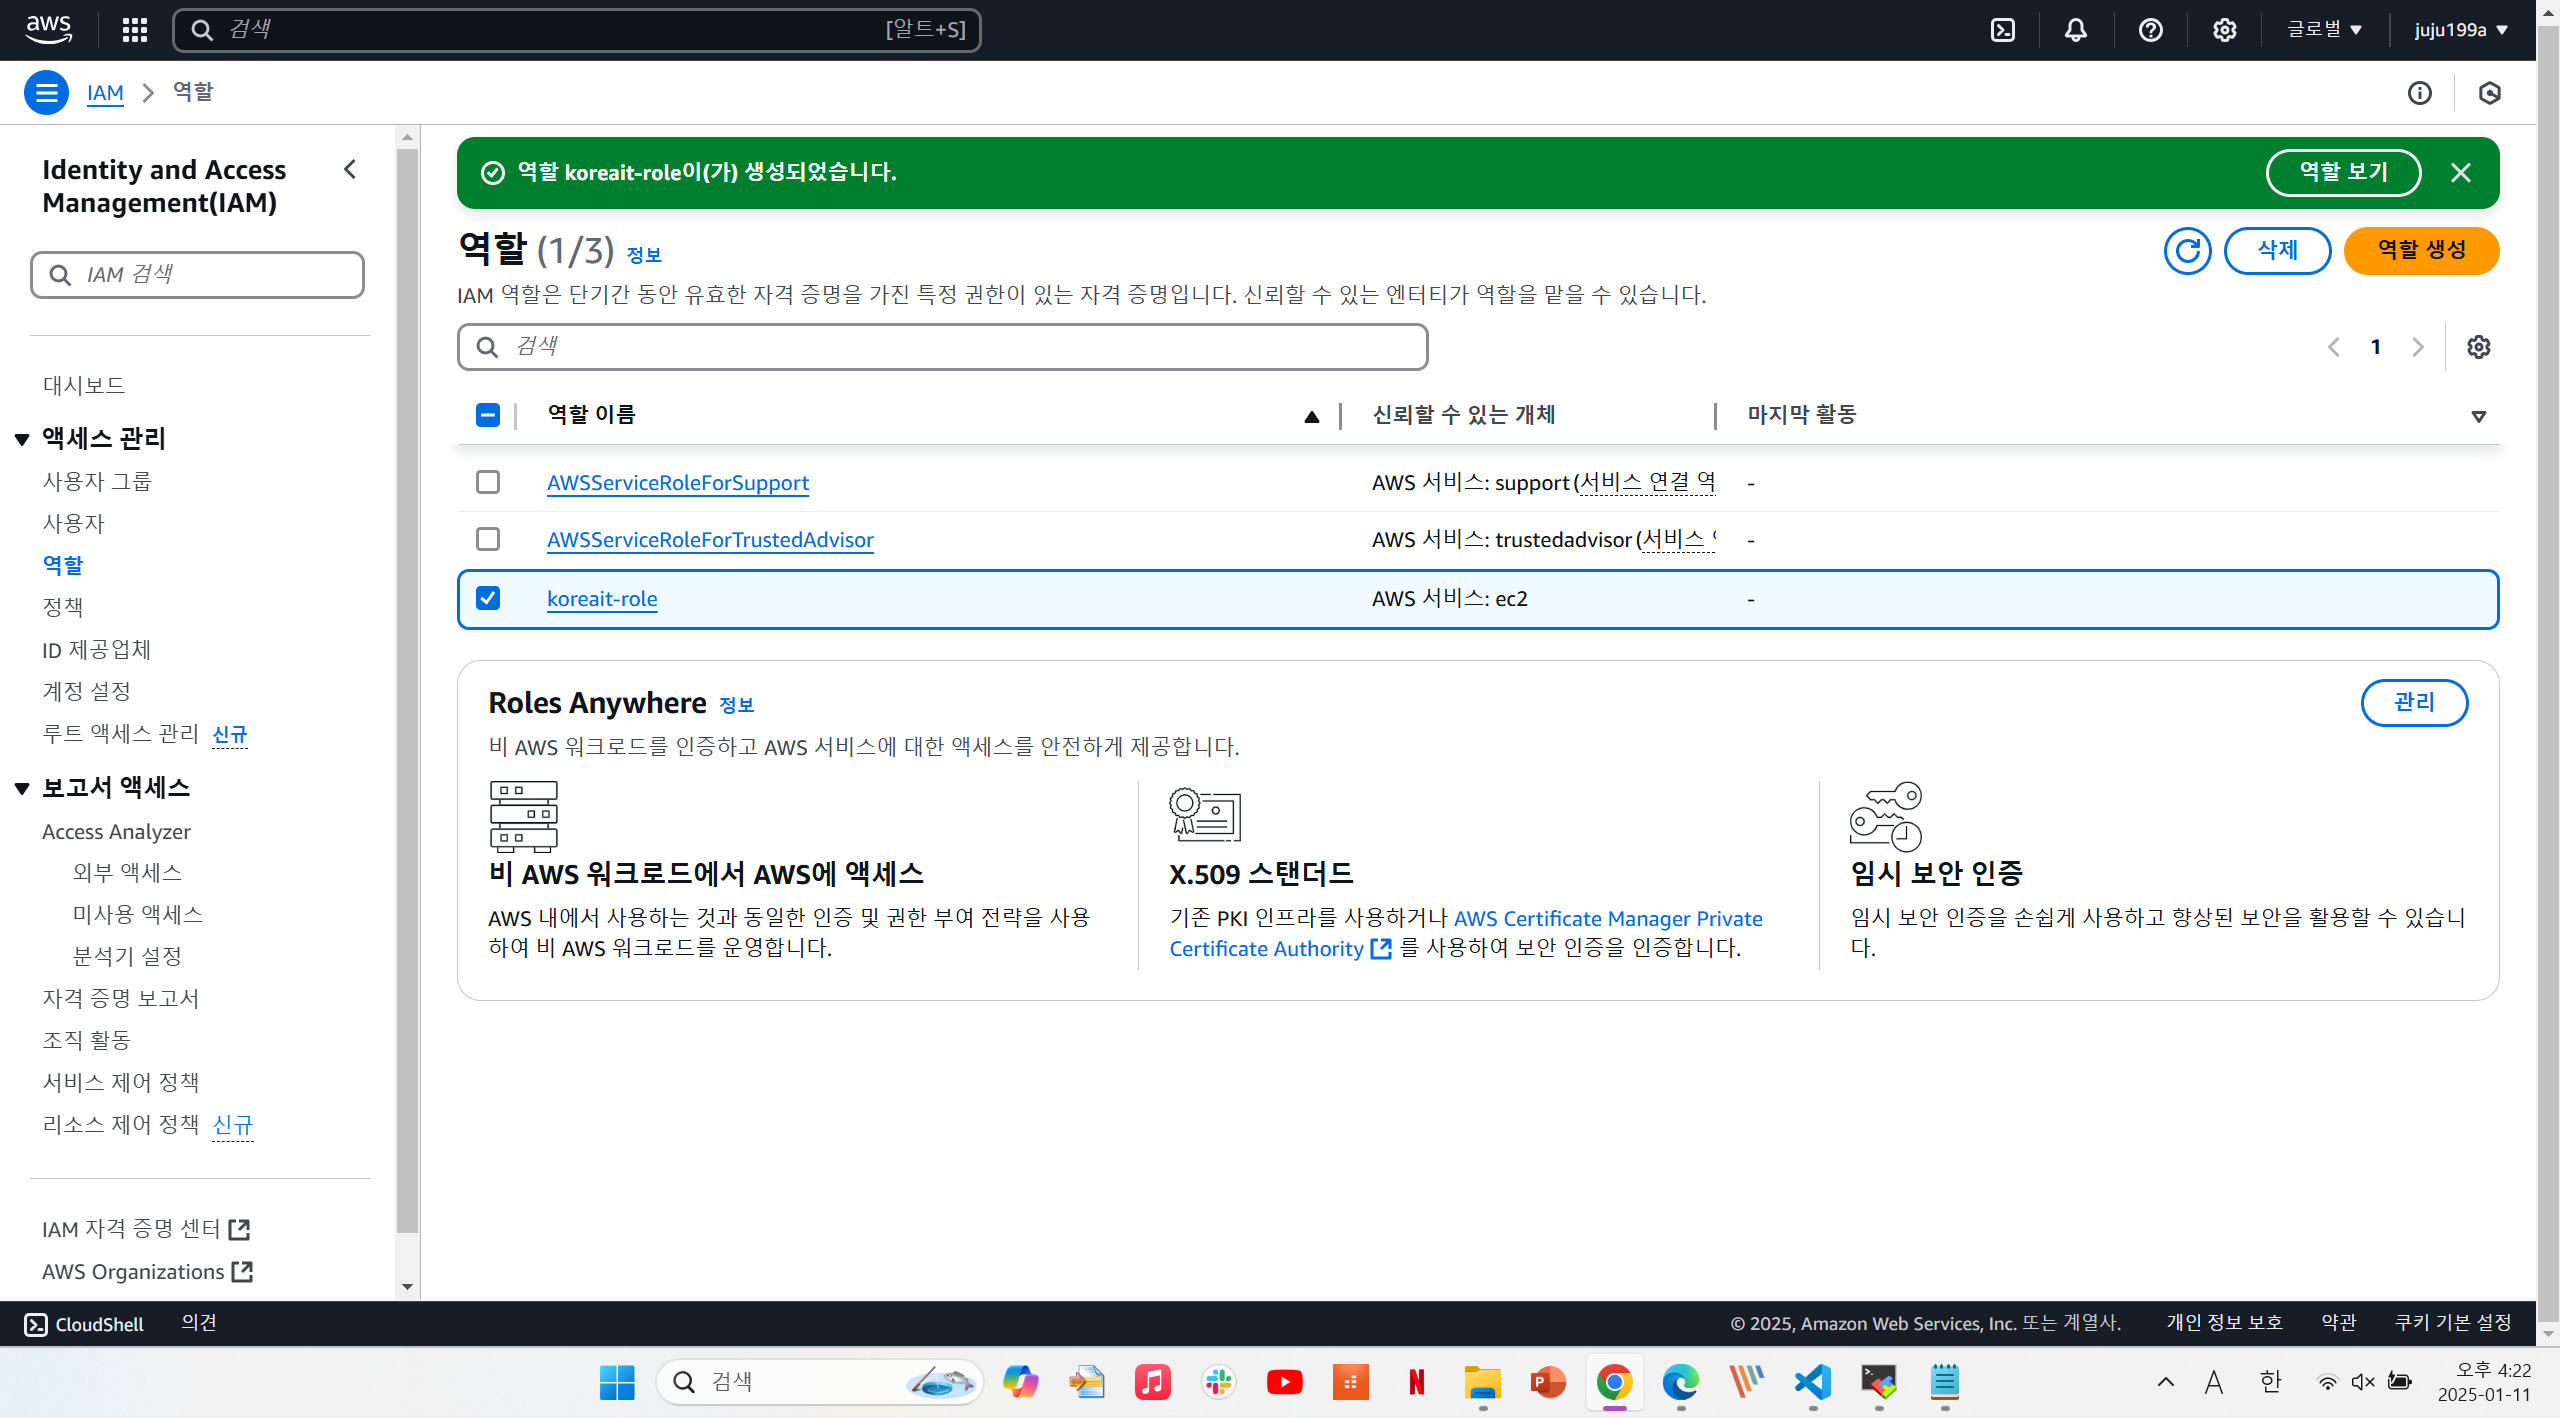 aws
검색
[알트+S]
글로벌
juju199a
IAM
역할
Identity and Access
Management(IAM)
IAM 검색
대시보드
액세스 관리
사용자 그룹
사용자
역할
정책
ID 제공업체
계정 설정
루트 액세스 관리 신규
보고서 액세스
Access Analyzer
외부 액세스
미사용 액세스
분석기 설정
자격 증명 보고서
조직 활동
서비스 제어 정책
리소스 제어 정책 신규
IAM 자격 증명 센터
AWS Organizations
역할 koreait-role이(가) 생성되었습니다.
역할 보기
역할 (1/3) 정보
삭제
역할 생성
IAM 역할은 단기간 동안 유효한 자격 증명을 가진 특정 권한이 있는 자격 증명입니다. 신뢰할 수 있는 엔터티가 역할을 맡을 수 있습니다.
검색
1
역할 이름
신뢰할 수 있는 개체
마지막 활동
AWSServiceRoleForSupport
AWS 서비스: support (서비스 연결 역
-
AWSServiceRoleForTrustedAdvisor
AWS 서비스: trustedadvisor (서비스
-
koreait-role
AWS 서비스: ec2
-
Roles Anywhere 정보
관리
비 AWS 워크로드를 인증하고 AWS 서비스에 대한 액세스를 안전하게 제공합니다.
비 AWS 워크로드에서 AWS에 액세스
AWS 내에서 사용하는 것과 동일한 인증 및 권한 부여 전략을 사용
하여 비 AWS 워크로드를 운영합니다.
X.509 스탠더드
기존 PKI 인프라를 사용하거나 AWS Certificate Manager Private
Certificate Authority 를 사용하여 보안 인증을 인증합니다.
임시 보안 인증
임시 보안 인증을 손쉽게 사용하고 향상된 보안을 활용할 수 있습니
다.
CloudShell
의견
© 2025, Amazon Web Services, Inc. 또는 계열사.
개인 정보 보호
약관
쿠키 기본 설정
검색
A
한
오후 4:22
2025-01-11